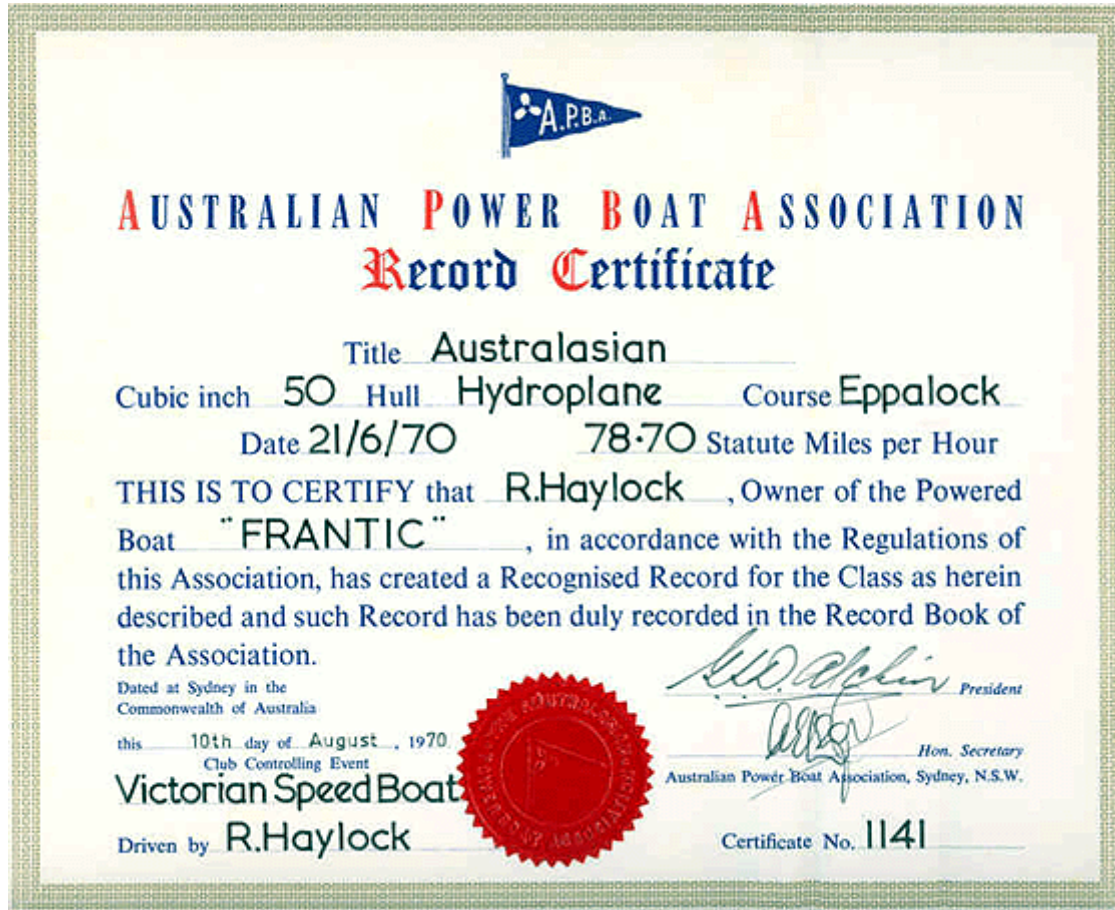 A.P.B.A.
AUSTRALIAN POWER BOAT ASSOCIATION
Record Certificate
Title Australasian
Cubic inch 50 Hull Hydroplane Course Eppalock
Date 21/6/70 78·70 Statute Miles per Hour
THIS IS TO CERTIFY that R.Haylock , Owner of the Powered
Boat "FRANTIC" , in accordance with the Regulations of
this Association, has created a Recognised Record for the Class as herein
described and such Record has been duly recorded in the Record Book of
the Association.
Dated at Sydney in the
Commonwealth of Australia
this 10th day of August , 1970
Club Controlling Event
Victorian Speed Boat
Driven by R.Haylock
President
Hon. Secretary
Australian Power Boat Association, Sydney, N.S.W.
Certificate No. 1141